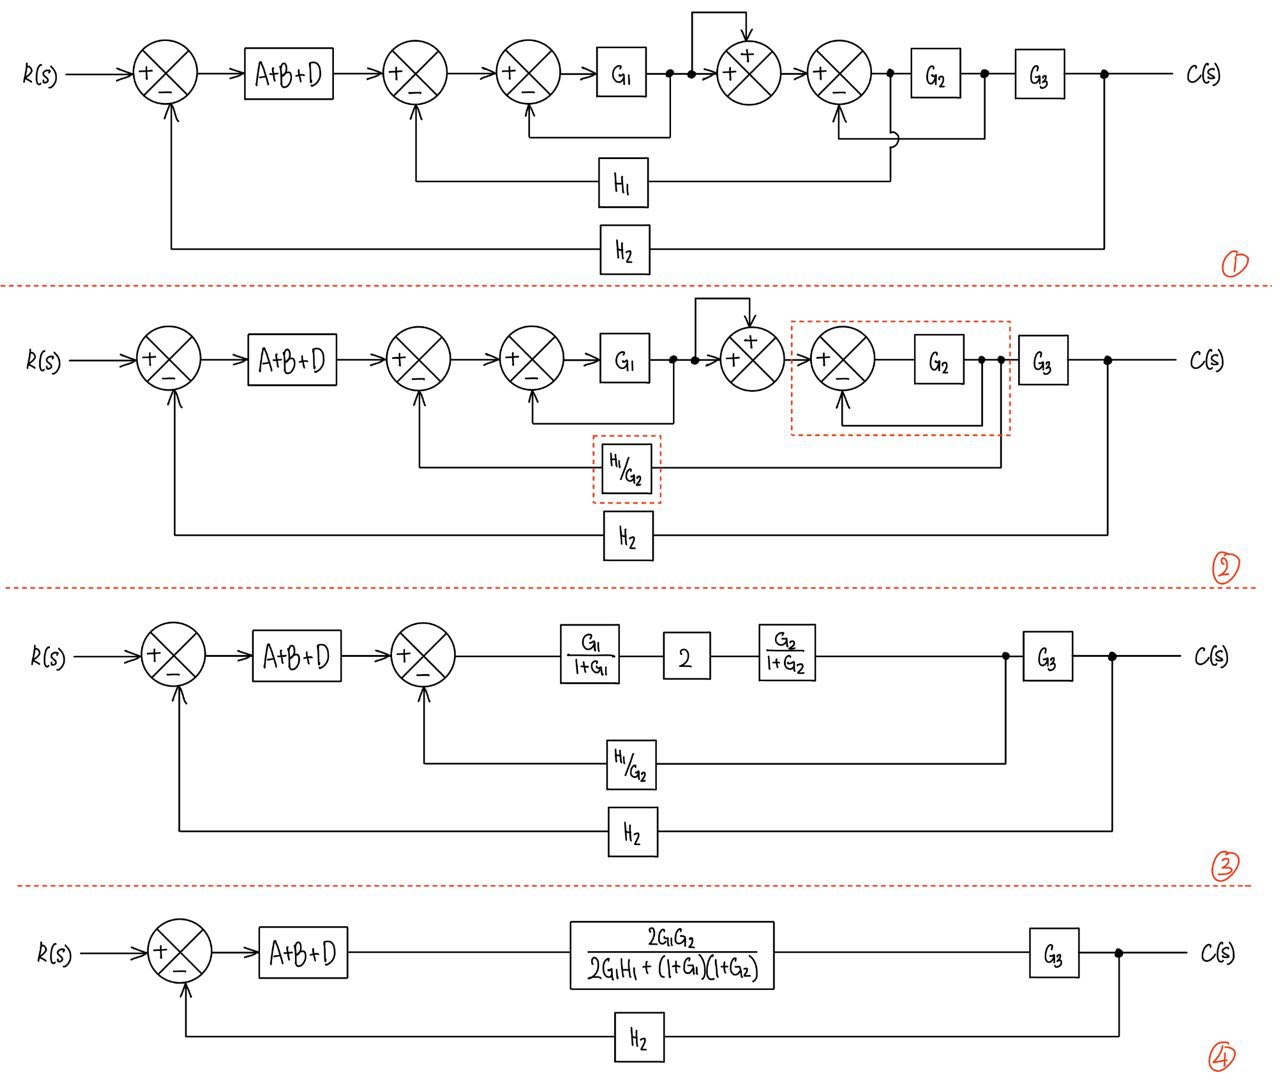 R(s) + − A+B+D + − + − G₁ + + + − G₂ G₃ C(s)
H₁
H₂
①
R(s) + − A+B+D + − + − G₁ + + + − G₂ G₃ C(s)
H₁/G₂
H₂
②
R(s) + − A+B+D + − G₁/1+G₁ 2 G₂/1+G₂ G₃ C(s)
H₁/G₂
H₂
③
2G₁G₂
R(s) + − A+B+D 2G₁H₁ + (1+G₁)(1+G₂) G₃ C(s)
H₂
④